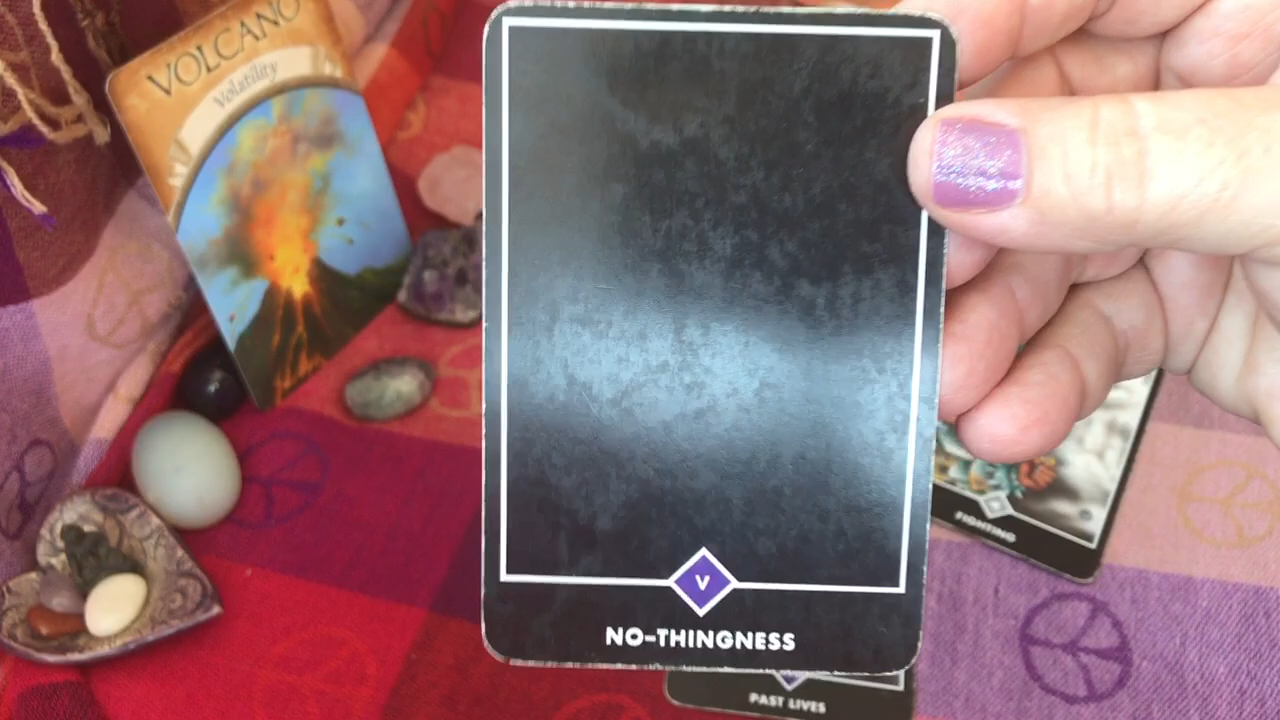 VOLCANO
Volatility
V
NO-THINGNESS
FIGHTING
PAST LIVES